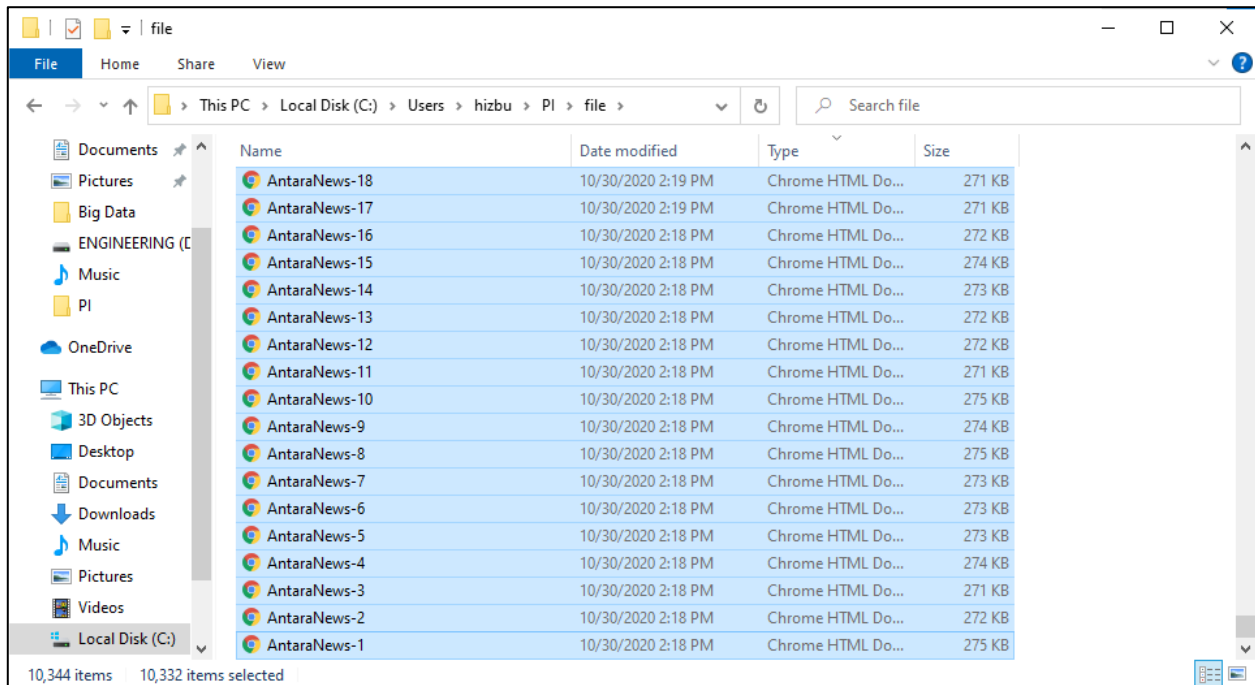 file
File Home Share View
This PC > Local Disk (C:) > Users > hizbu > PI > file >
Search file
Documents
Pictures
Big Data
ENGINEERING (D
Music
PI
OneDrive
This PC
3D Objects
Desktop
Documents
Downloads
Music
Pictures
Videos
Local Disk (C:)
Name Date modified Type Size
AntaraNews-18 10/30/2020 2:19 PM Chrome HTML Do... 271 KB
AntaraNews-17 10/30/2020 2:19 PM Chrome HTML Do... 271 KB
AntaraNews-16 10/30/2020 2:18 PM Chrome HTML Do... 272 KB
AntaraNews-15 10/30/2020 2:18 PM Chrome HTML Do... 274 KB
AntaraNews-14 10/30/2020 2:18 PM Chrome HTML Do... 273 KB
AntaraNews-13 10/30/2020 2:18 PM Chrome HTML Do... 272 KB
AntaraNews-12 10/30/2020 2:18 PM Chrome HTML Do... 272 KB
AntaraNews-11 10/30/2020 2:18 PM Chrome HTML Do... 271 KB
AntaraNews-10 10/30/2020 2:18 PM Chrome HTML Do... 275 KB
AntaraNews-9 10/30/2020 2:18 PM Chrome HTML Do... 274 KB
AntaraNews-8 10/30/2020 2:18 PM Chrome HTML Do... 275 KB
AntaraNews-7 10/30/2020 2:18 PM Chrome HTML Do... 273 KB
AntaraNews-6 10/30/2020 2:18 PM Chrome HTML Do... 273 KB
AntaraNews-5 10/30/2020 2:18 PM Chrome HTML Do... 273 KB
AntaraNews-4 10/30/2020 2:18 PM Chrome HTML Do... 274 KB
AntaraNews-3 10/30/2020 2:18 PM Chrome HTML Do... 271 KB
AntaraNews-2 10/30/2020 2:18 PM Chrome HTML Do... 272 KB
AntaraNews-1 10/30/2020 2:18 PM Chrome HTML Do... 275 KB
10,344 items 10,332 items selected